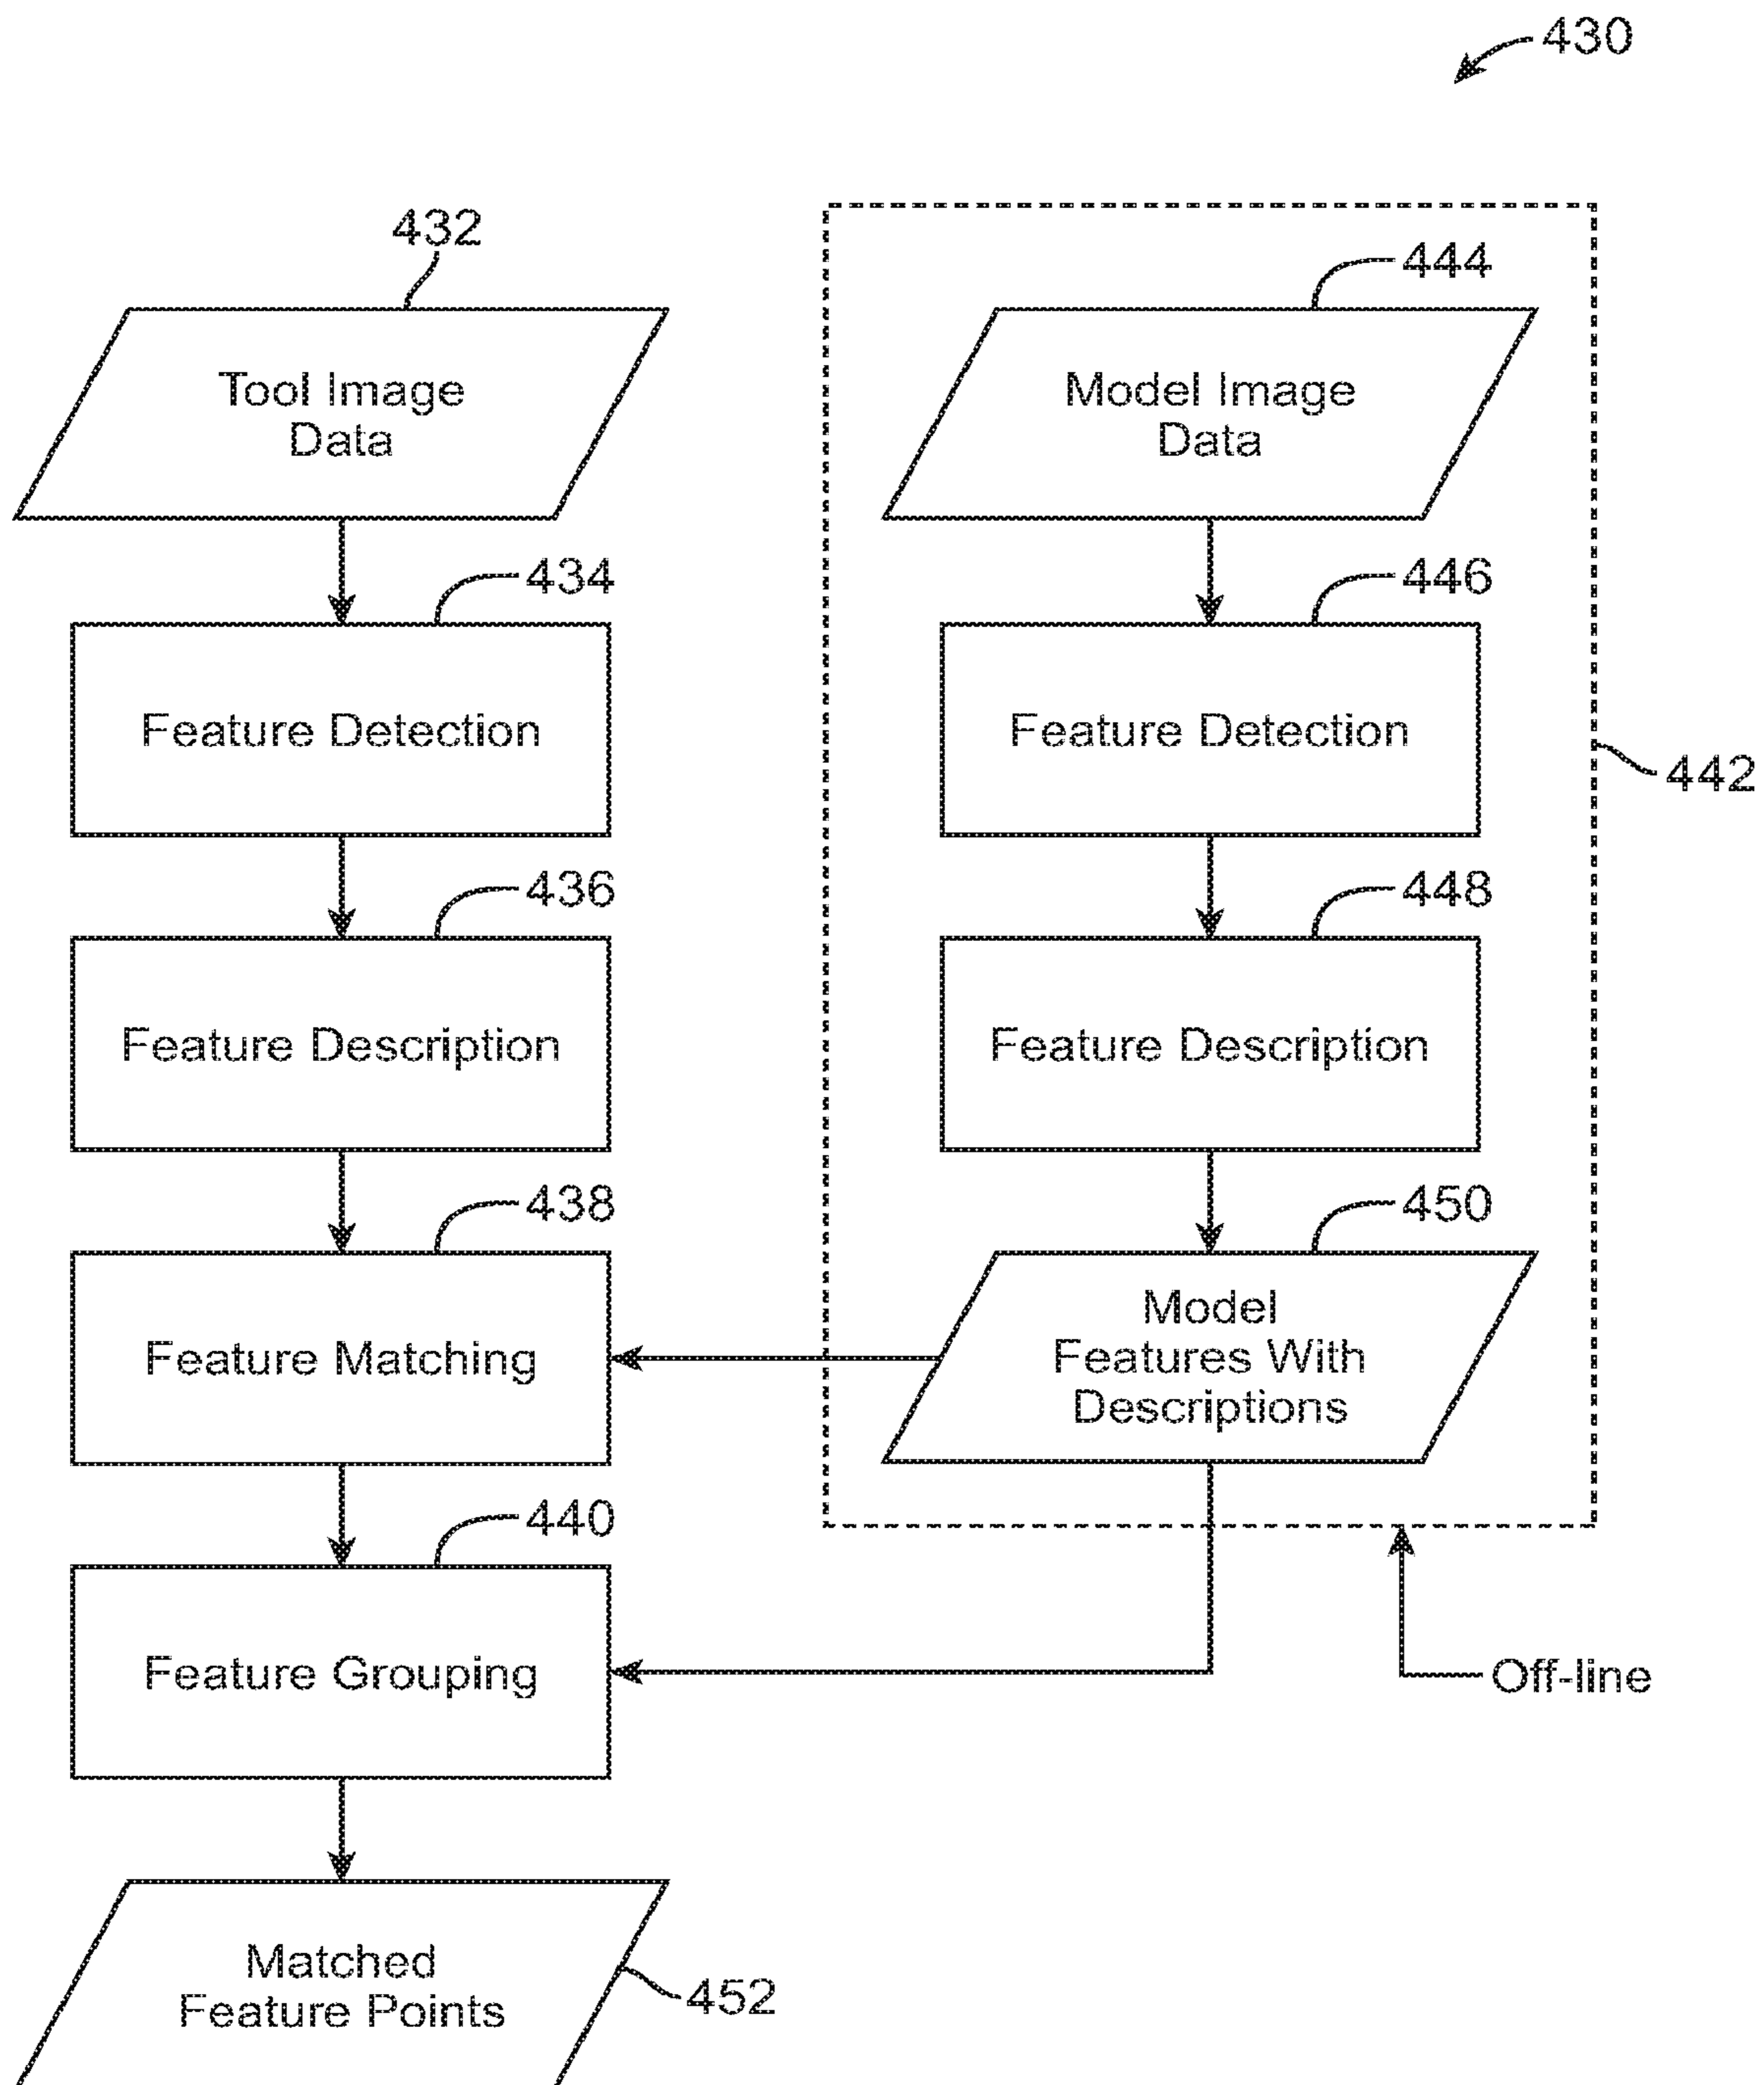 430
432
Tool Image
Data
434
Feature Detection
436
Feature Description
438
Feature Matching
440
Feature Grouping
Matched
Feature Points
452
444
Model Image
Data
446
Feature Detection
442
448
Feature Description
450
Model
Features With
Descriptions
Off-line